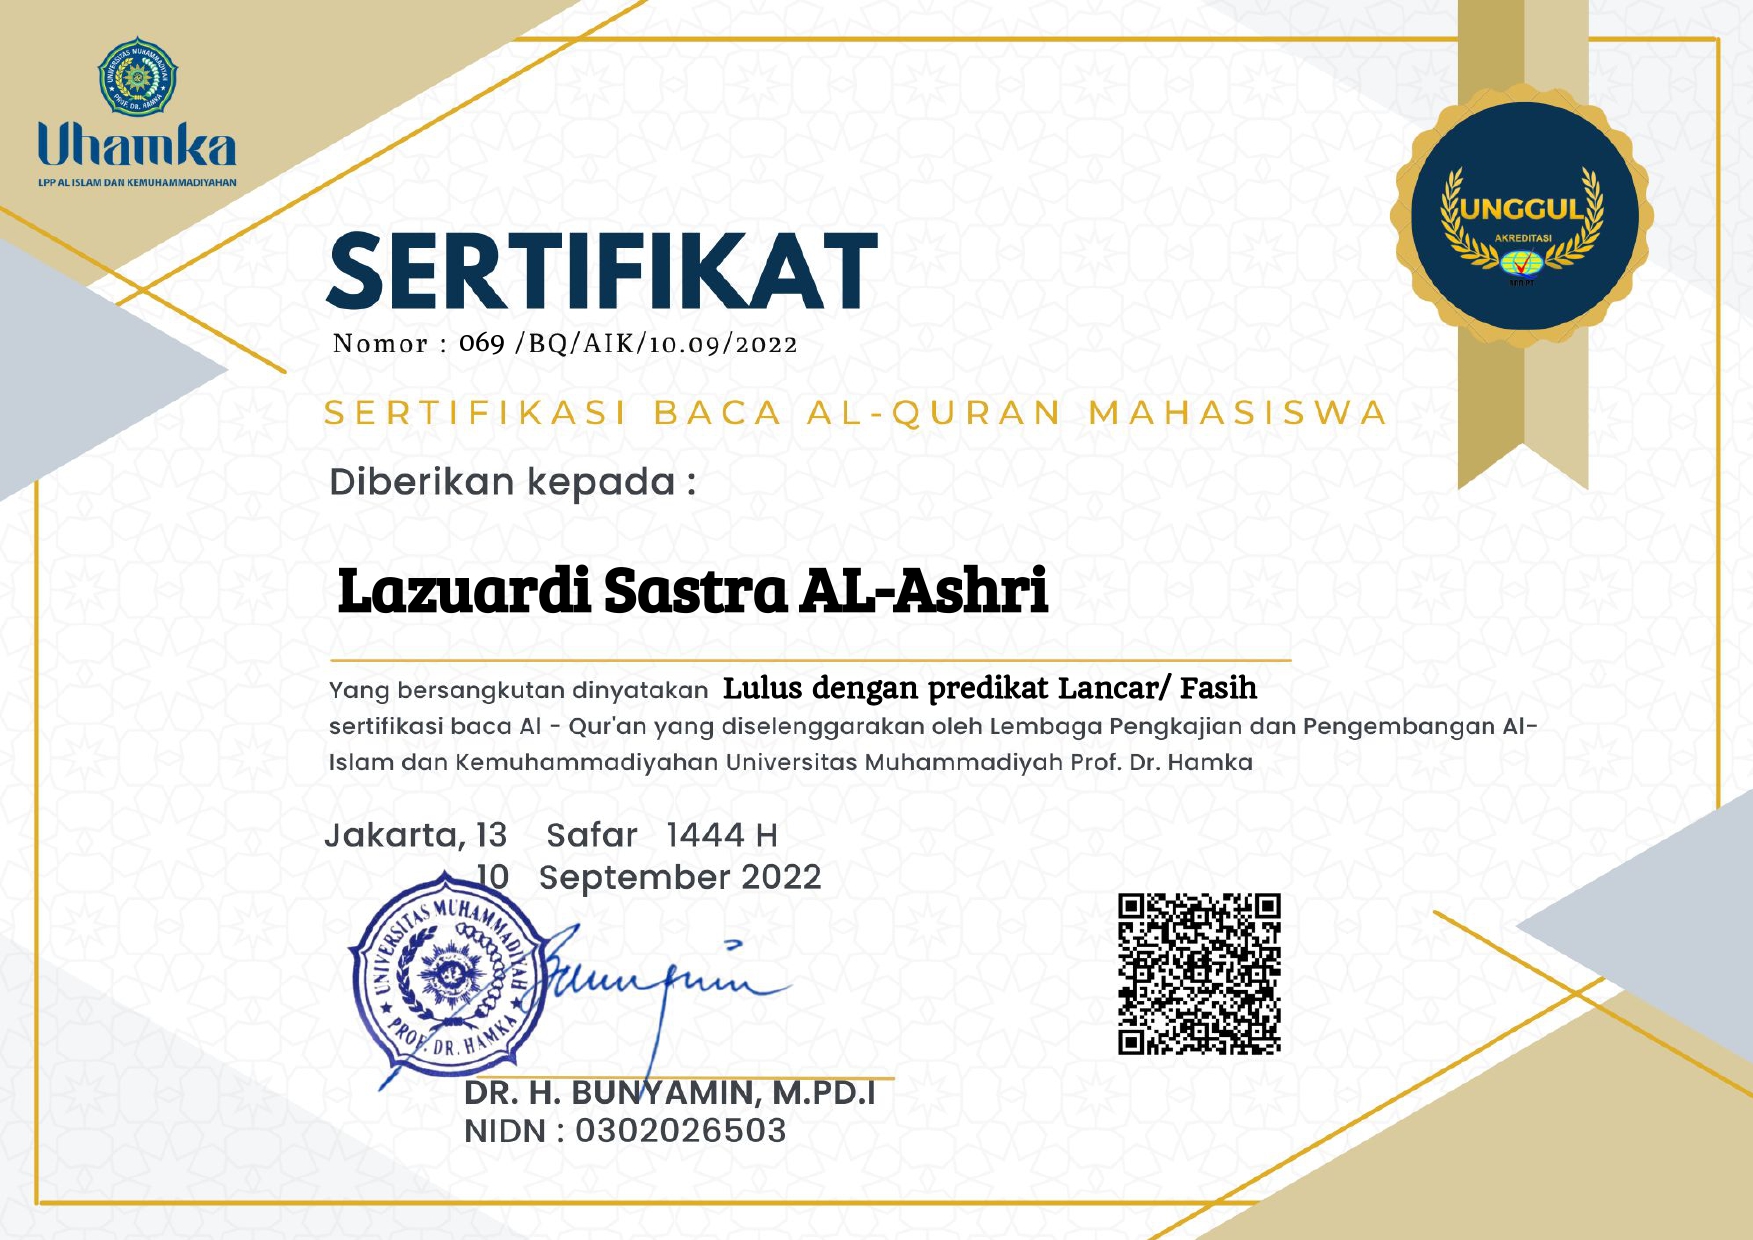 UNIVERSITAS MUHAMMADIYAH
PROF. DR. HAMKA
Uhamka
LPP AL ISLAM DAN KEMUHAMMADIYAHAN
UNGGUL
AKREDITASI
SERTIFIKAT
Nomor : 069 /BQ/AIK/10.09/2022
SERTIFIKASI BACA AL-QURAN MAHASISWA
Diberikan kepada :
Lazuardi Sastra AL-Ashri
Yang bersangkutan dinyatakan Lulus dengan predikat Lancar/ Fasih
sertifikasi baca Al - Qur'an yang diselenggarakan oleh Lembaga Pengkajian dan Pengembangan Al-
Islam dan Kemuhammadiyahan Universitas Muhammadiyah Prof. Dr. Hamka
Jakarta, 13 Safar 1444 H
10 September 2022
UNIVERSITAS MUHAMMADIYAH
PROF. DR. HAMKA
DR. H. BUNYAMIN, M.PD.I
NIDN : 0302026503